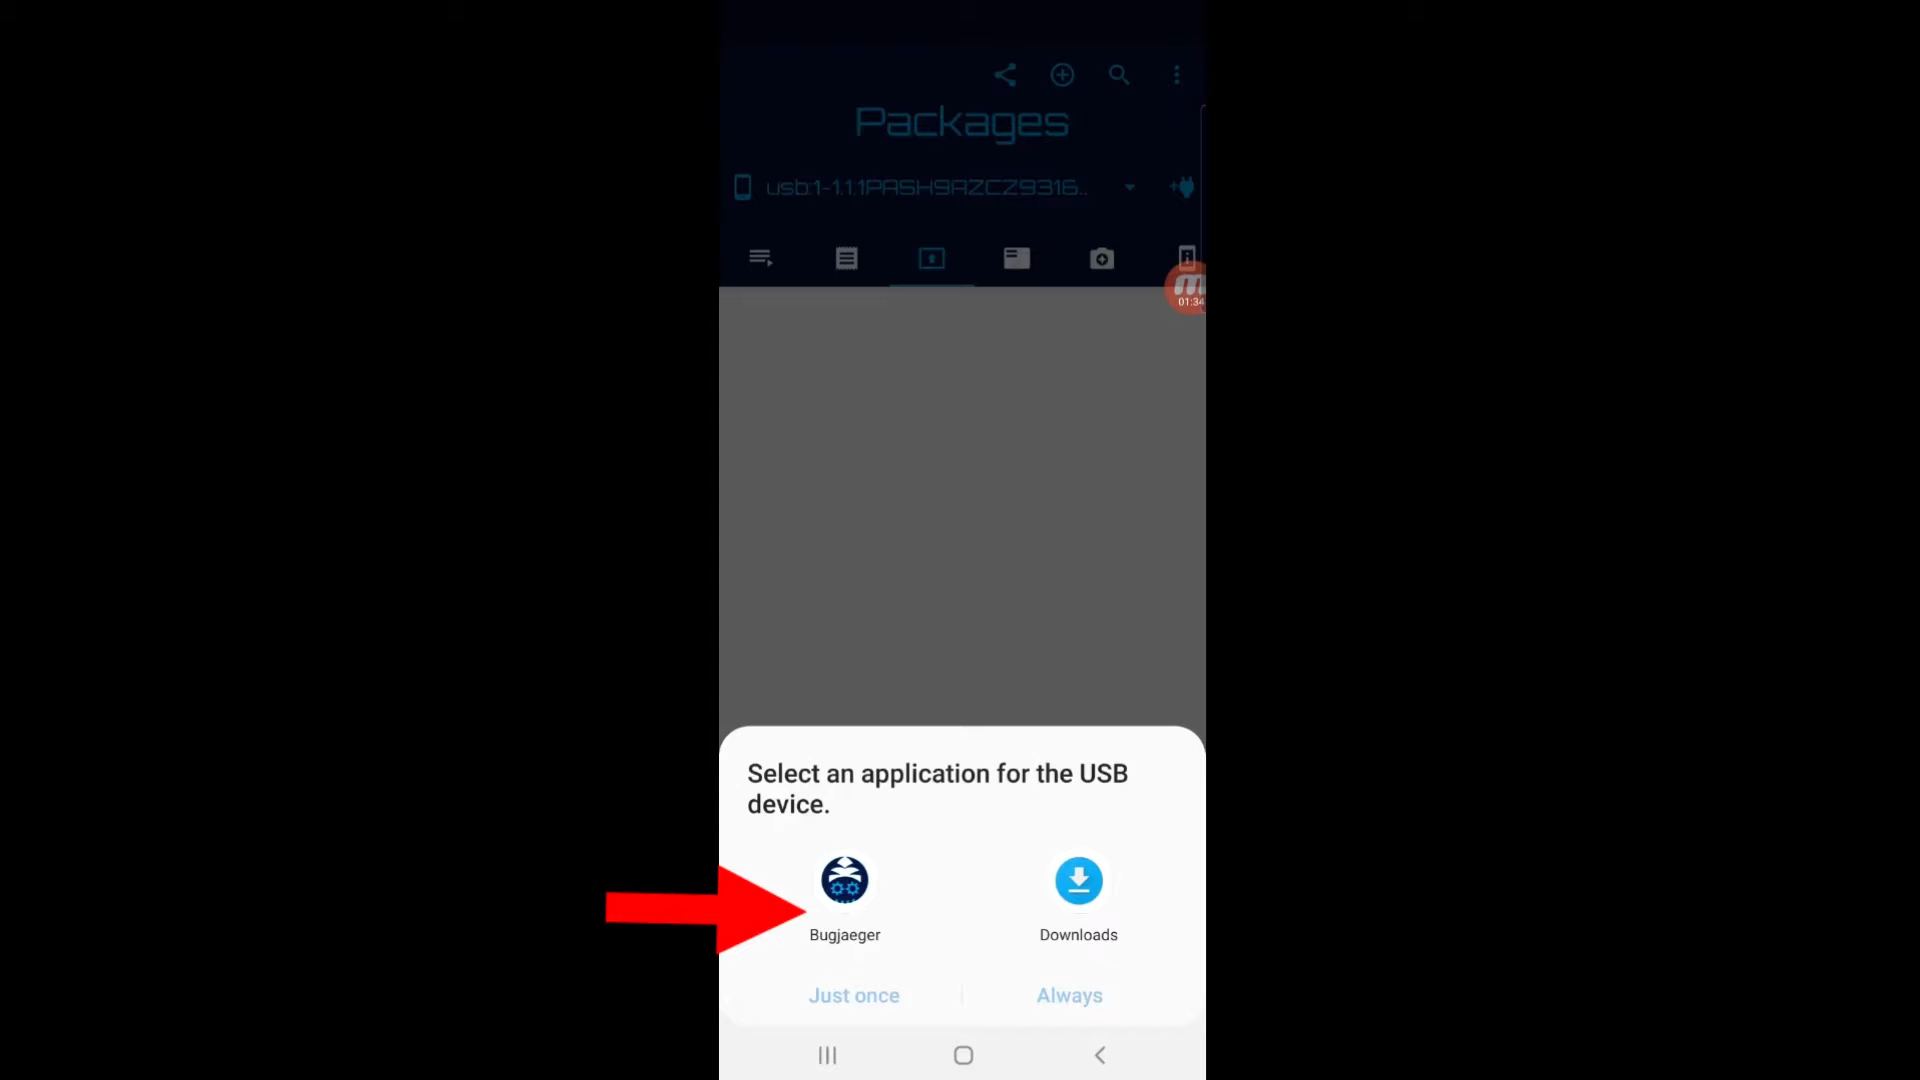 Packages
usb:1-1.1.1PA5H9AZCZ9316..
01:34
Select an application for the USB
device.
Bugjaeger
Downloads
Just once
Always